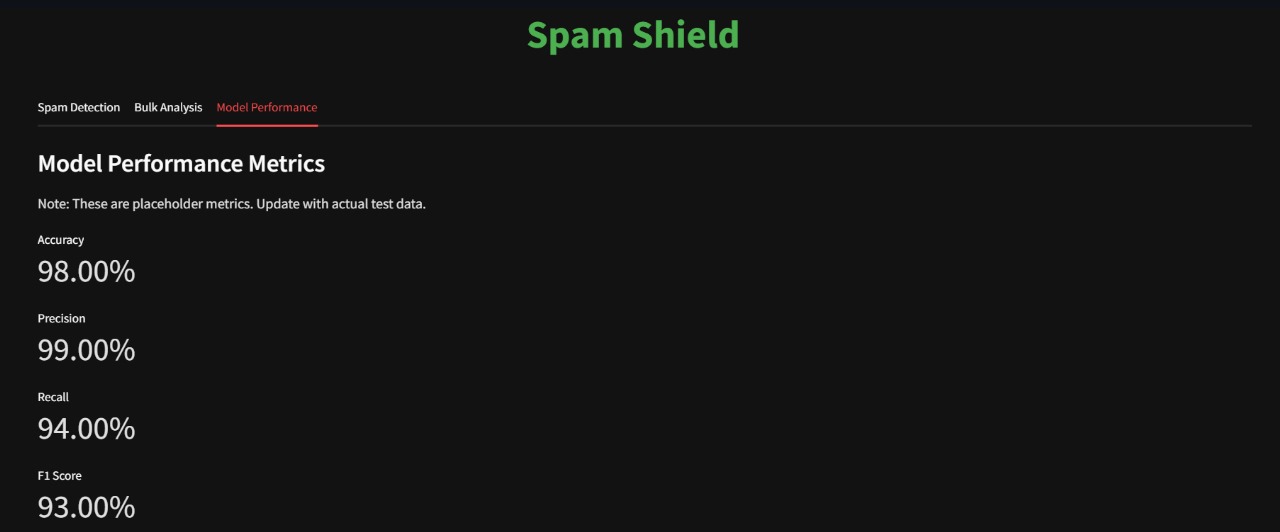 Spam Shield
Spam Detection Bulk Analysis Model Performance
Model Performance Metrics
Note: These are placeholder metrics. Update with actual test data.
Accuracy
98.00%
Precision
99.00%
Recall
94.00%
F1 Score
93.00%